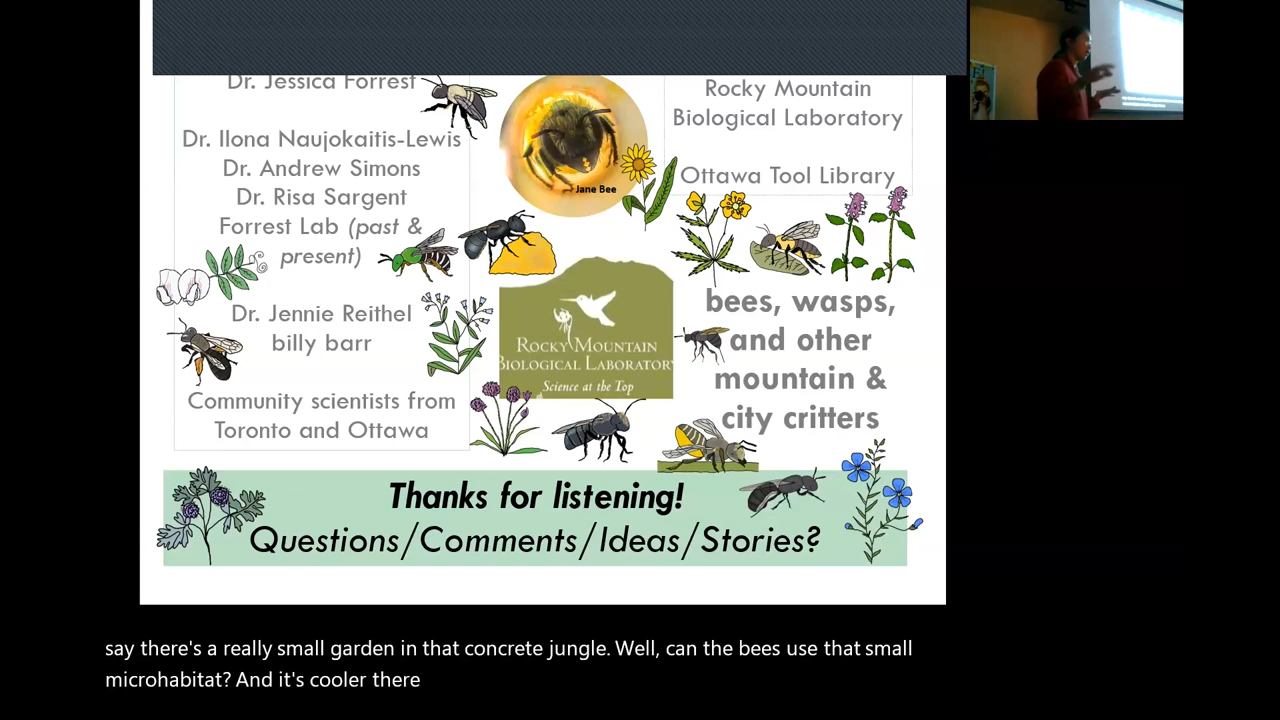 Dr. Jessica Forrest
Dr. Ilona Naujokaitis-Lewis
Dr. Andrew Simons
Dr. Risa Sargent
Forrest Lab (past &
present)
Dr. Jennie Reithel
billy barr
Community scientists from
Toronto and Ottawa
Jane Bee
Rocky Mountain
Biological Laboratory
Science at the Top
Rocky Mountain
Biological Laboratory
Ottawa Tool Library
bees, wasps,
and other
mountain &
city critters
Thanks for listening!
Questions/Comments/Ideas/Stories?
say there's a really small garden in that concrete jungle. Well, can the bees use that small
microhabitat? And it's cooler there